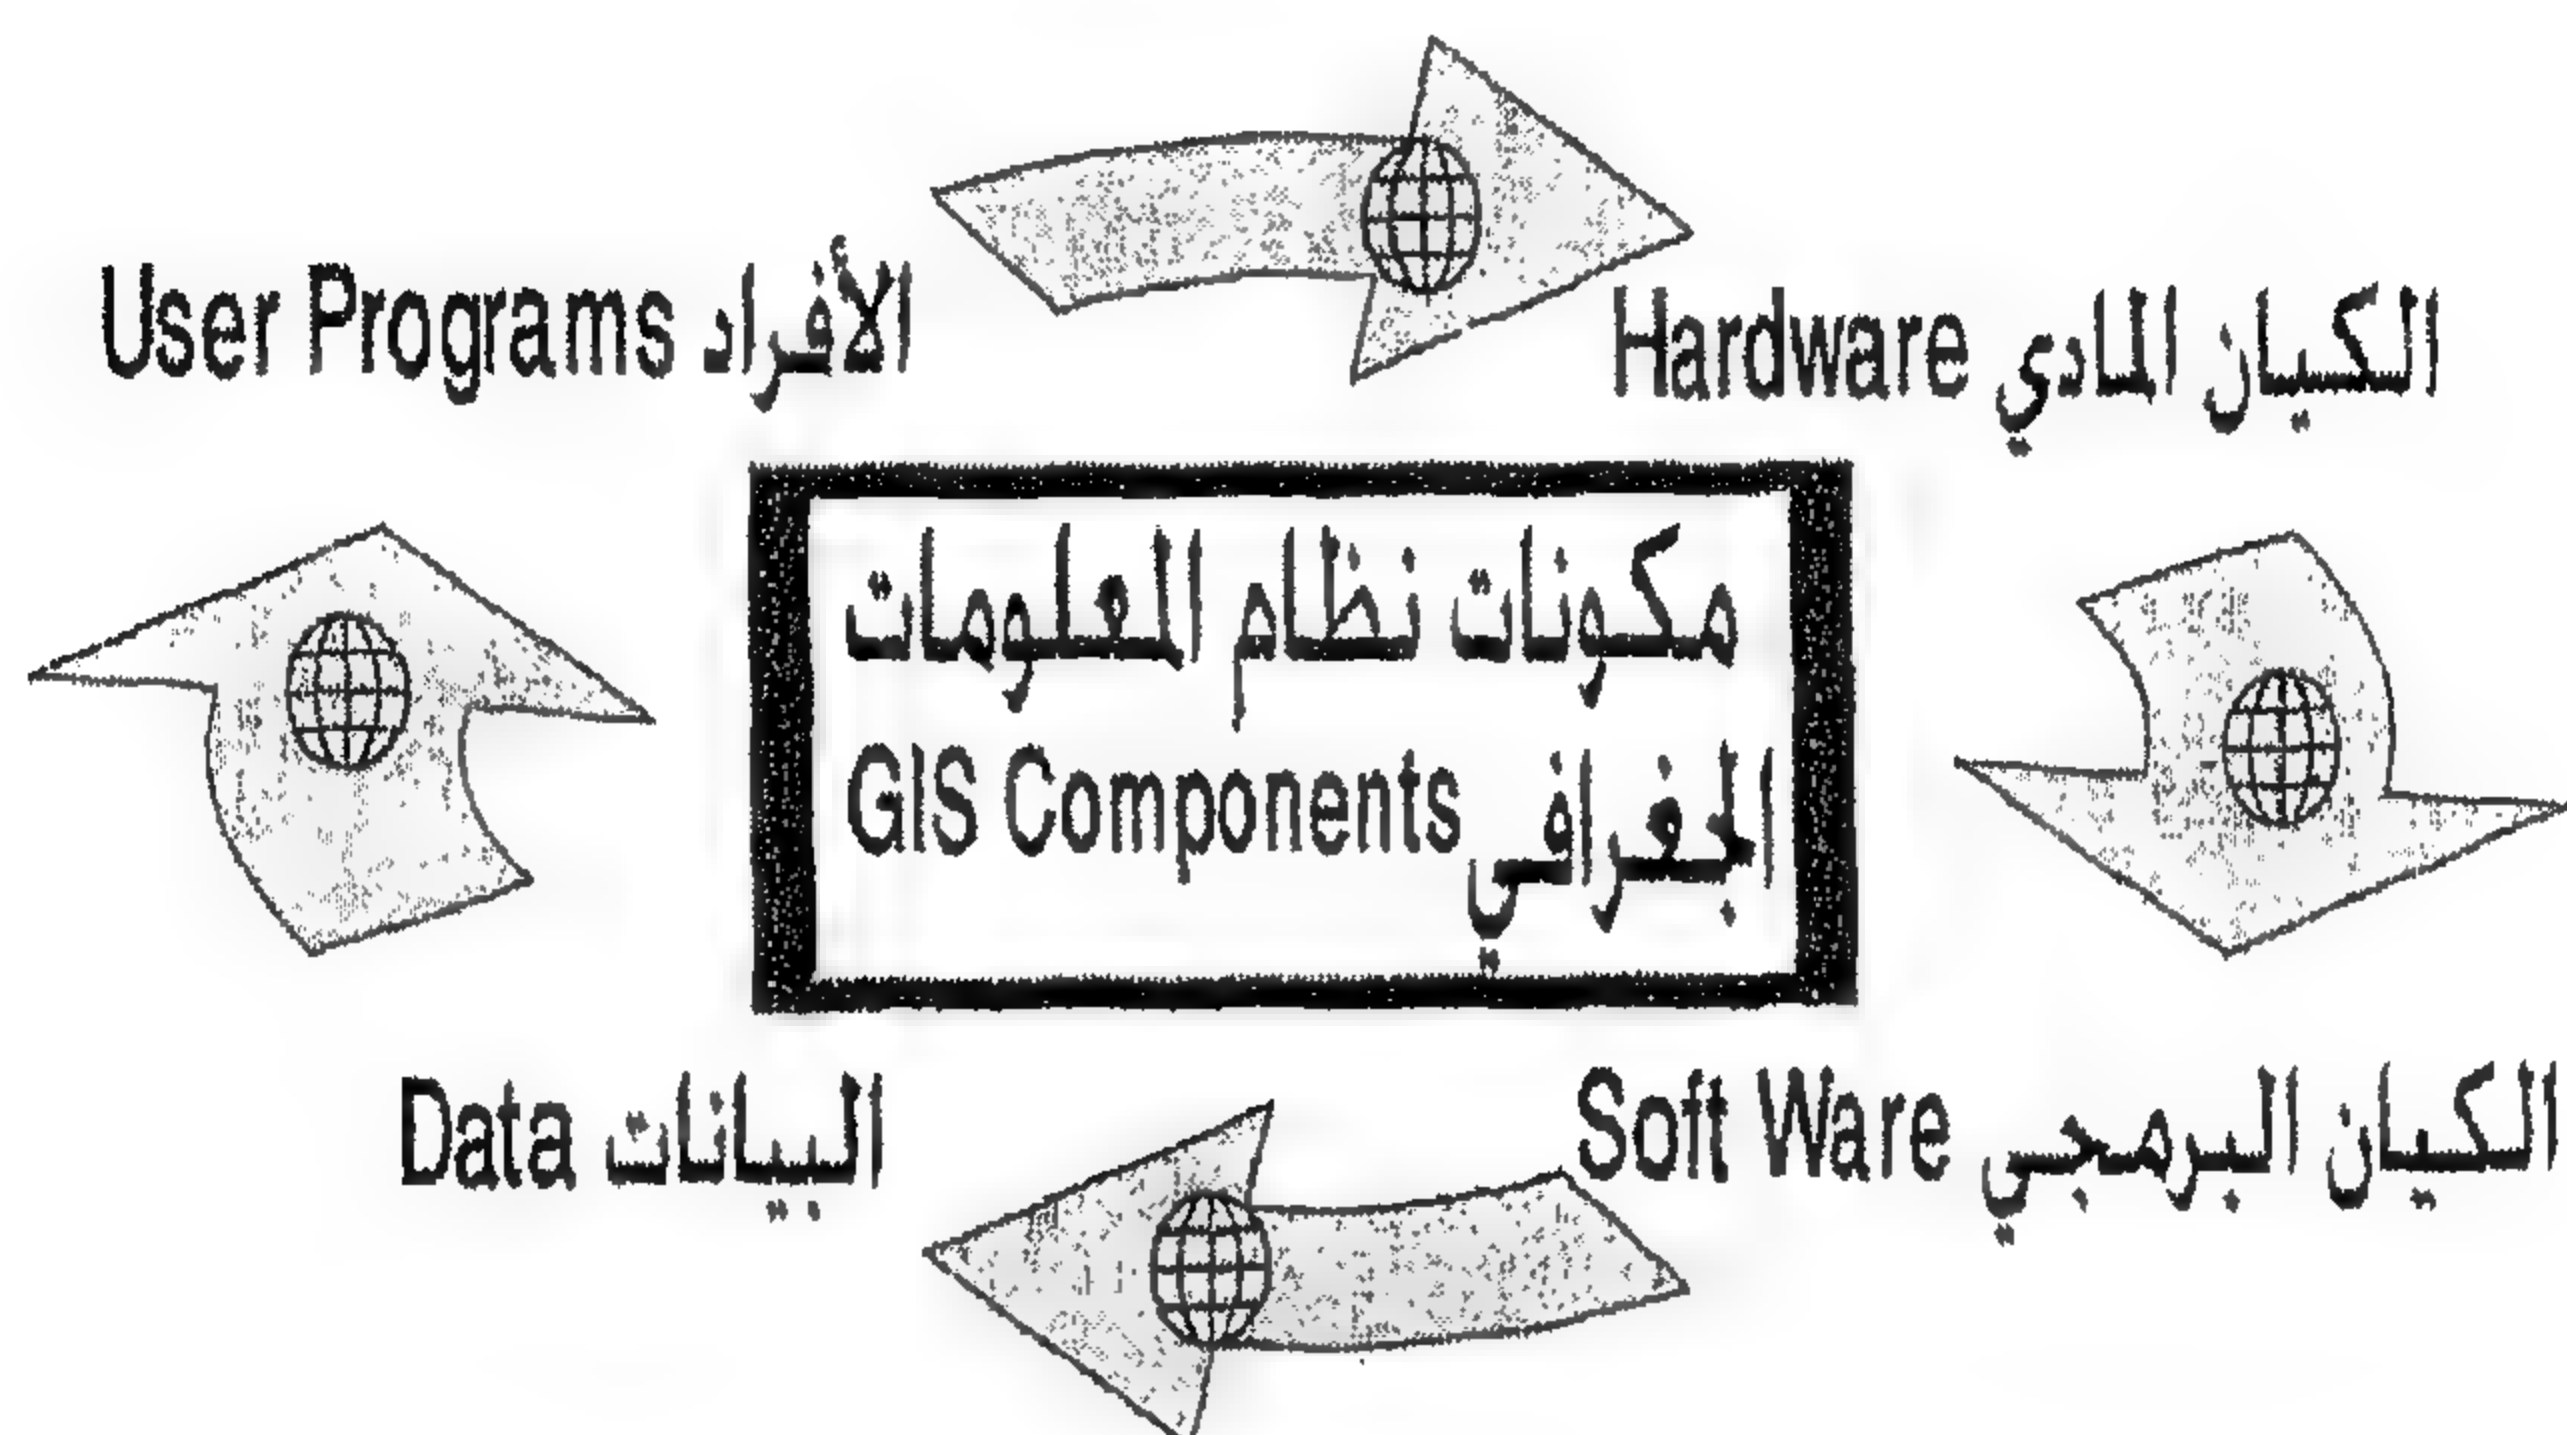 User Programs الأفراد
Hardware الكيان المادي
مكونات نظام المعلومات
الجغرافي GIS Components
Data البيانات
Soft Ware الكيان البرمجي